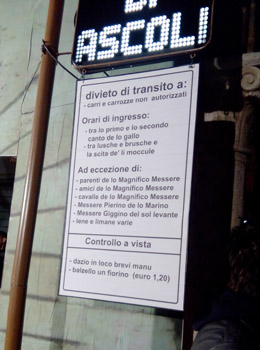 DI
ASCOLI
divieto di transito a:
- carri e carrozze non autorizzati
Orari di ingresso:
- tra lo primo e lo secondo
canto de lo gallo
- tra lusche e brusche e
la scita de' li moccule
Ad eccezione di:
- parenti de lo Magnifico Messere
- amici de lo Magnifico Messere
- cavalle de lo Magnifico Messere
- Messere Pierino de lo Marino
- Messere Giggino del sol levante
- Iene e limane varie
Controllo a vista
- dazio in loco brevi manu
- balzello un fiorino (euro 1,20)